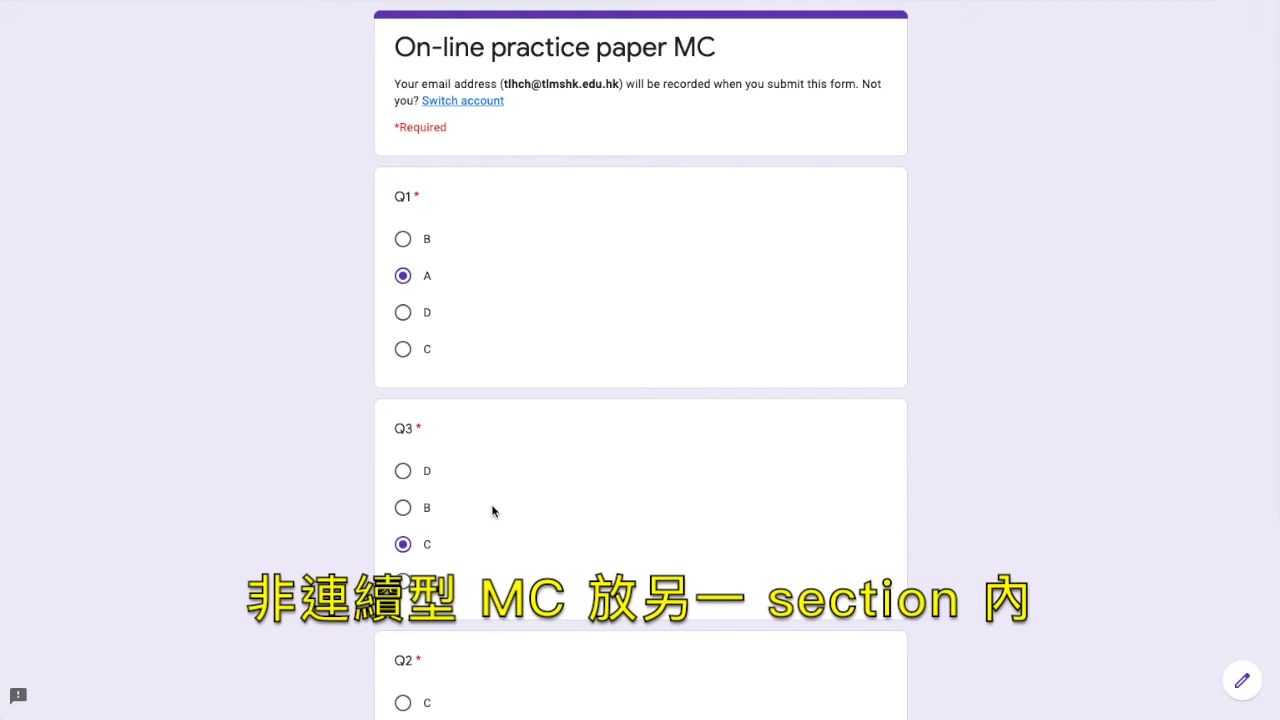 On-line practice paper MC
Your email address (tlhch@tlmshk.edu.hk) will be recorded when you submit this form. Not
you? Switch account
*Required
Q1 *
B
A
D
C
Q3 *
D
B
C
非連續型 MC 放另一 section 內
Q2 *
C